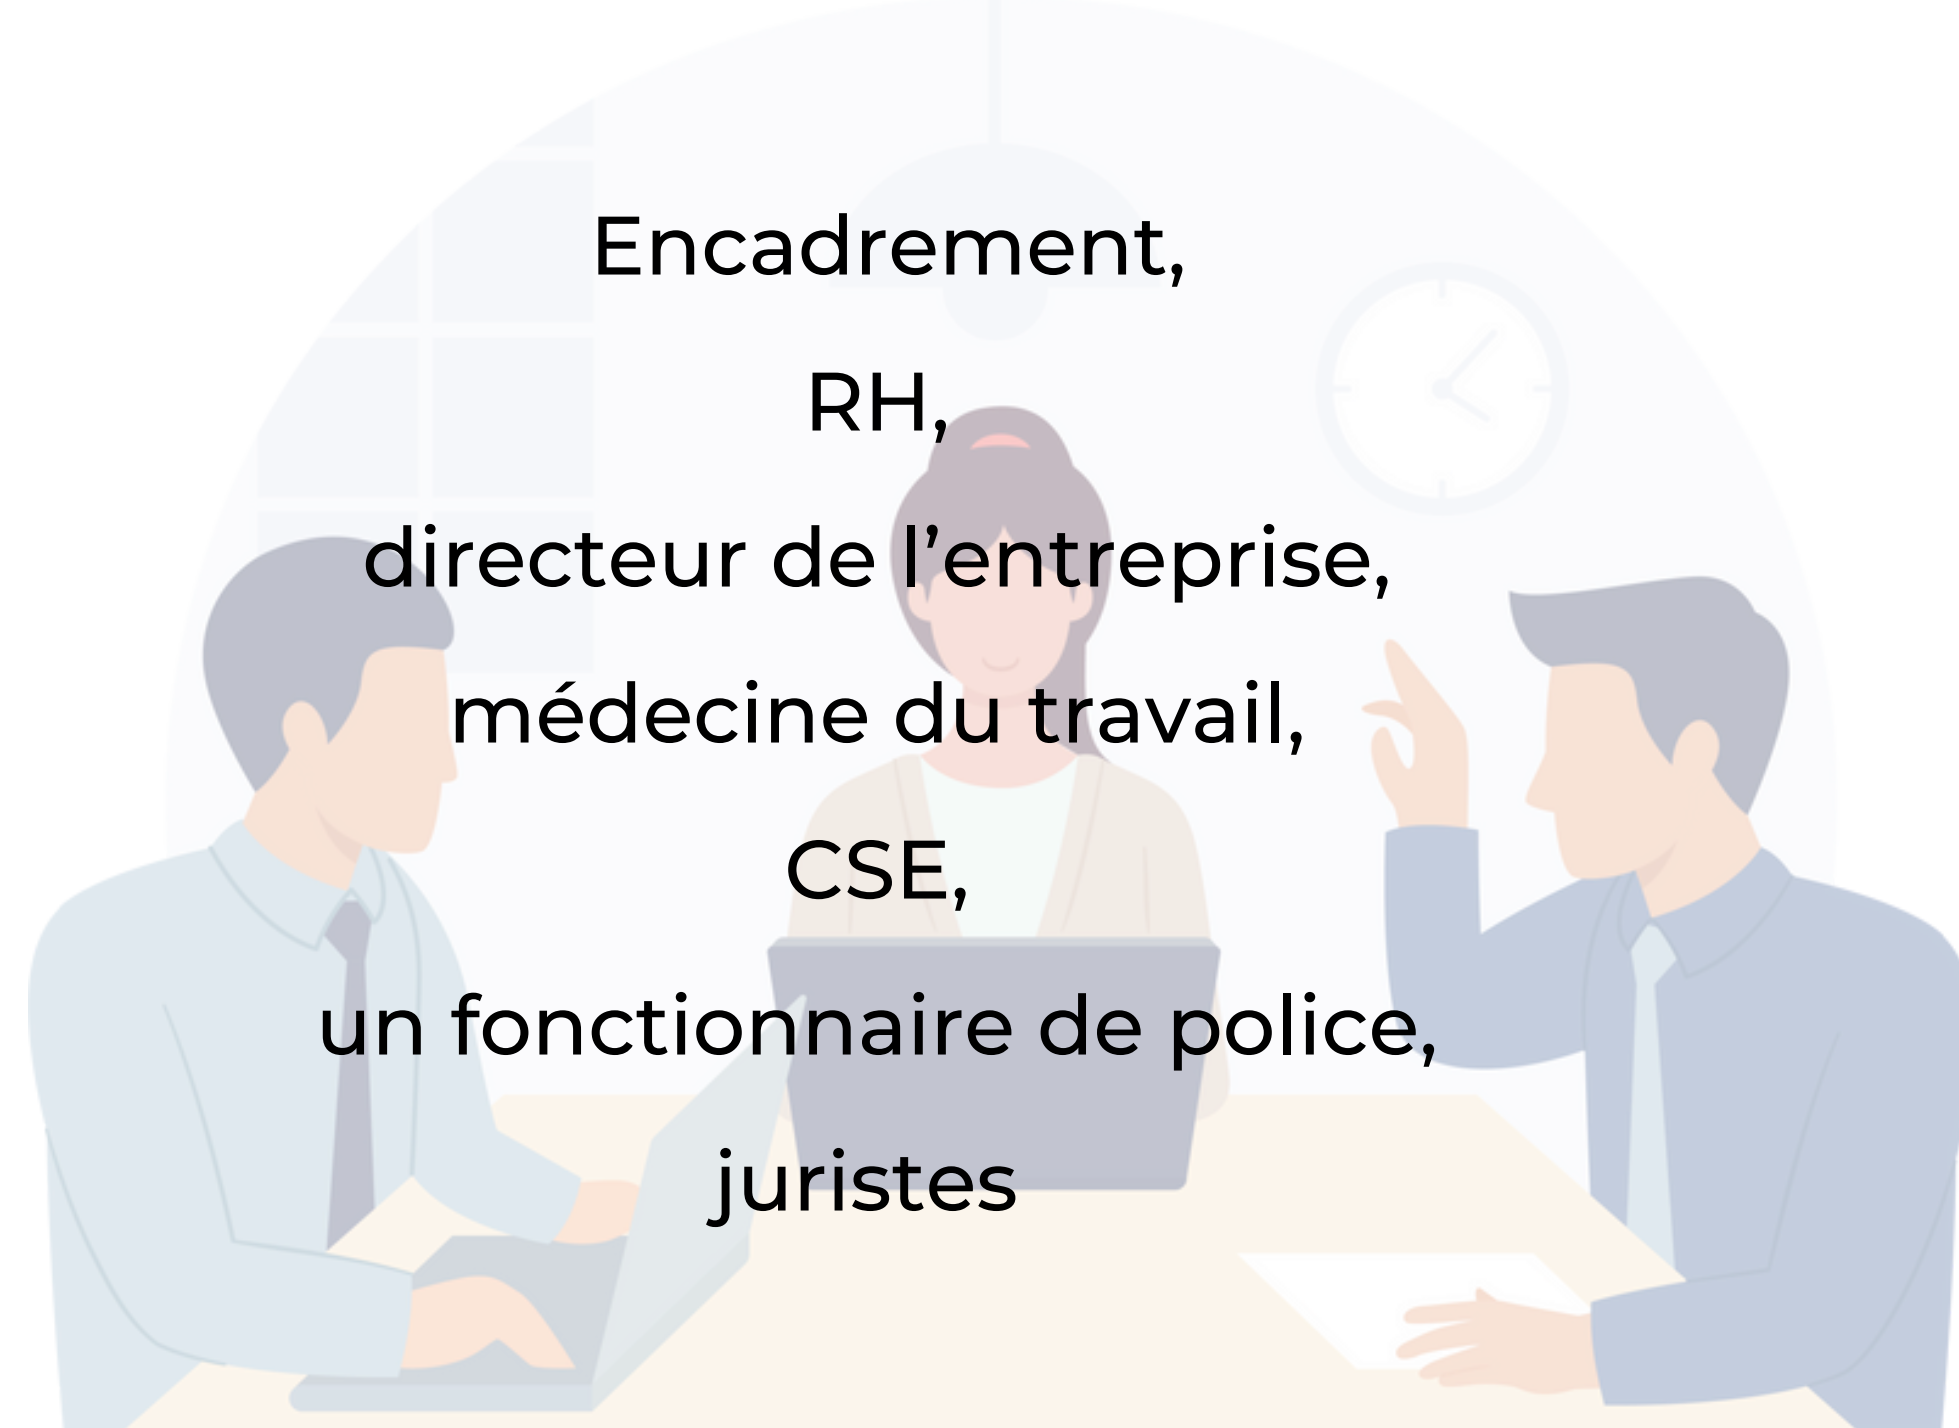 Encadrement,
RH,
directeur de l’entreprise,
médecine du travail,
CSE,
un fonctionnaire de police,
juristes